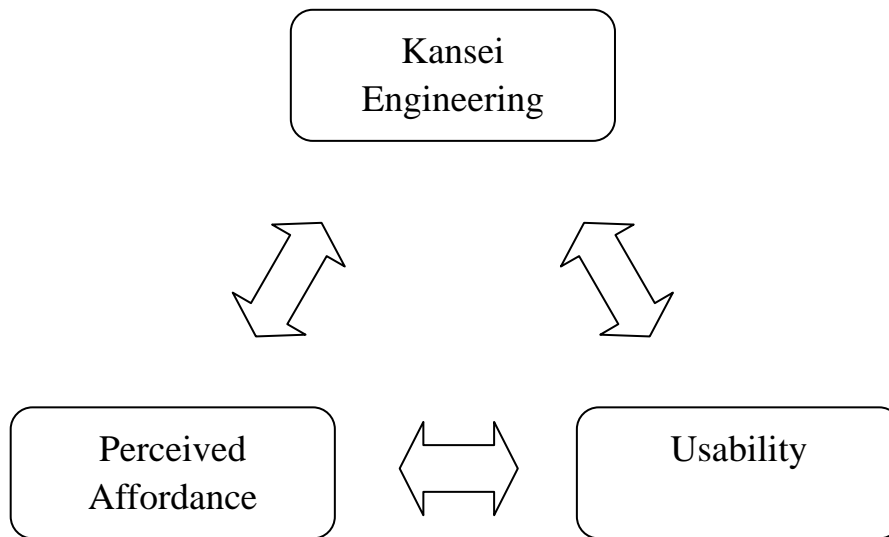 Kansei
Engineering
Perceived
Affordance
Usability